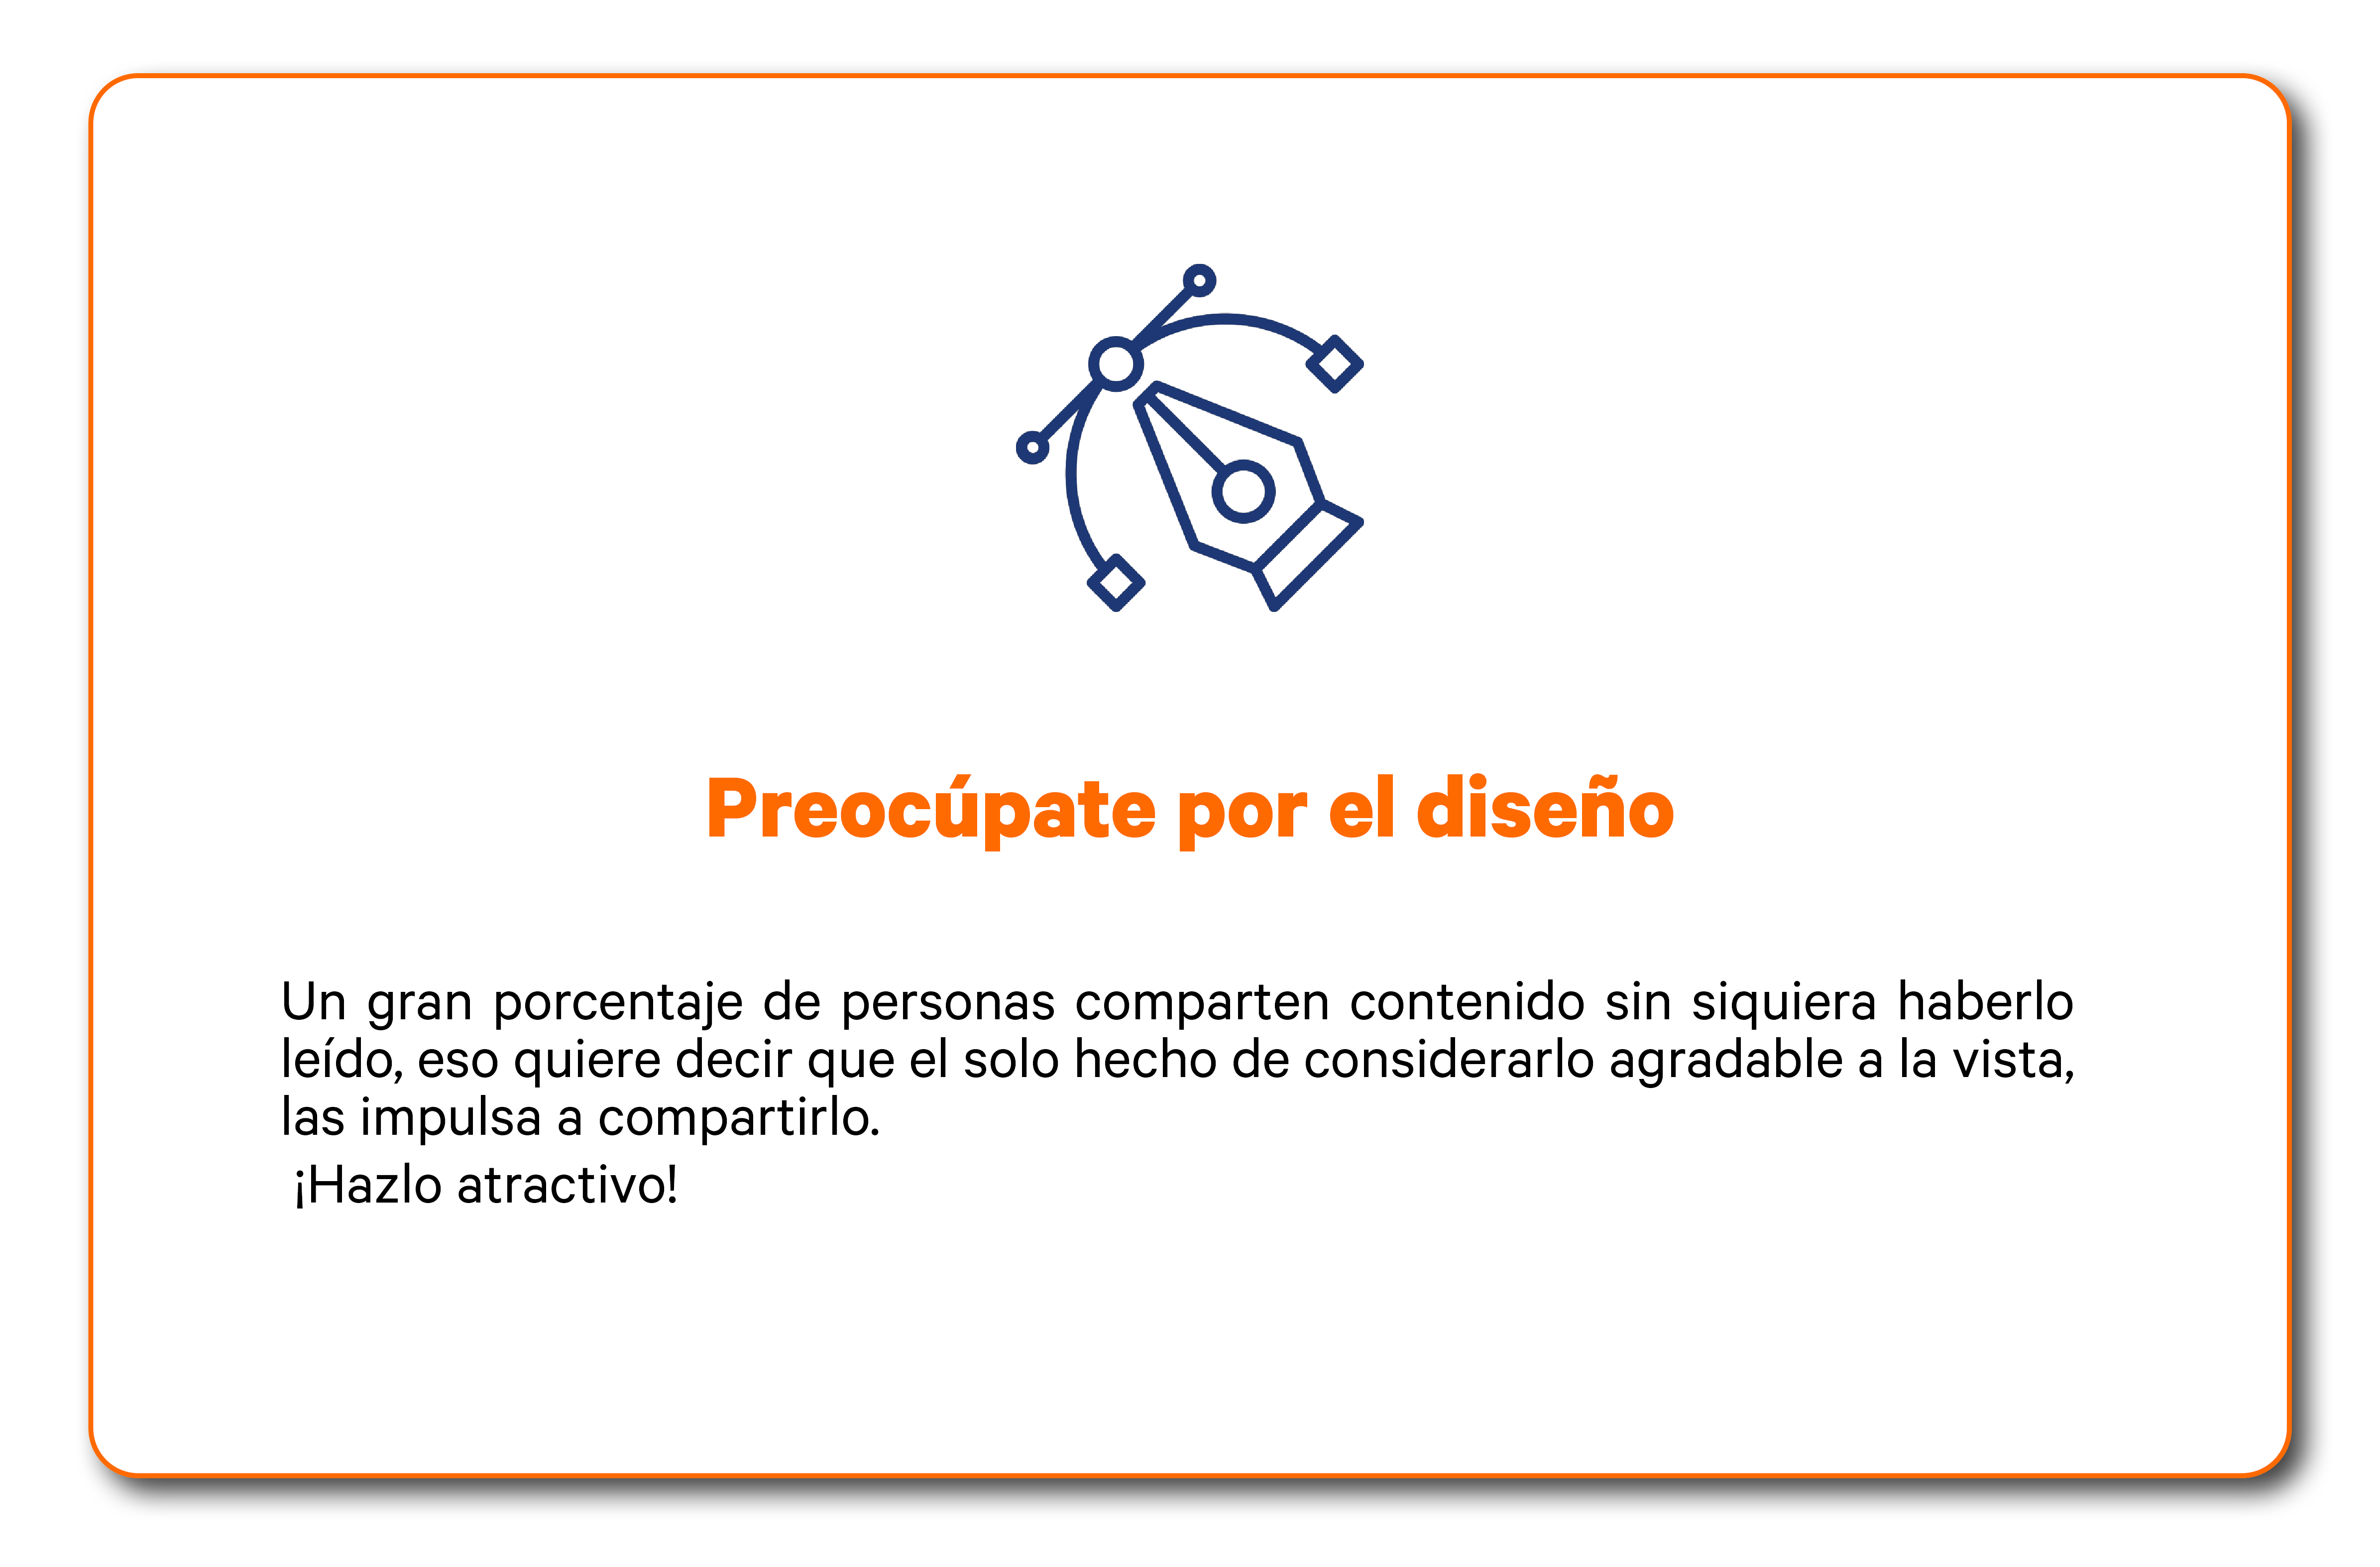 Preocúpate por el diseño
Un gran porcentaje de personas comparten contenido sin siquiera haberlo
leído, eso quiere decir que el solo hecho de considerarlo agradable a la vista,
las impulsa a compartirlo.
¡Hazlo atractivo!